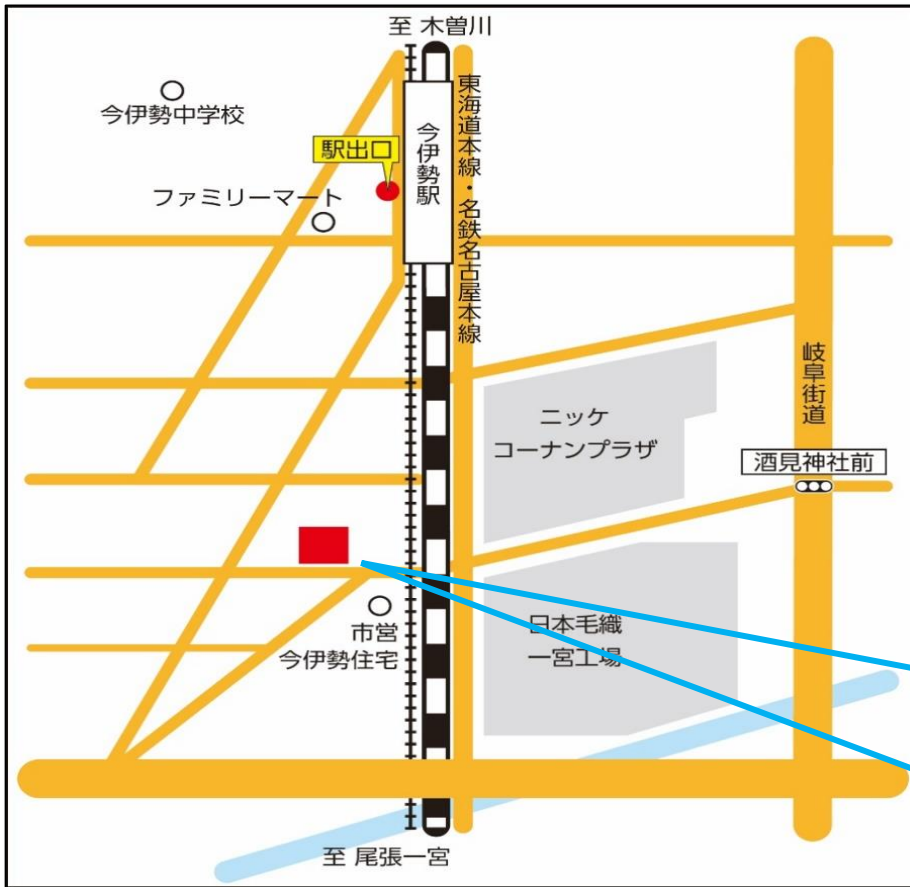 至 木曽川
今伊勢中学校
駅出口
今伊勢駅
東海道本線・名鉄名古屋本線
ファミリーマート
岐阜街道
ニッケ
コーナンプラザ
酒見神社前
市営
今伊勢住宅
日本毛織
一宮工場
至 尾張一宮